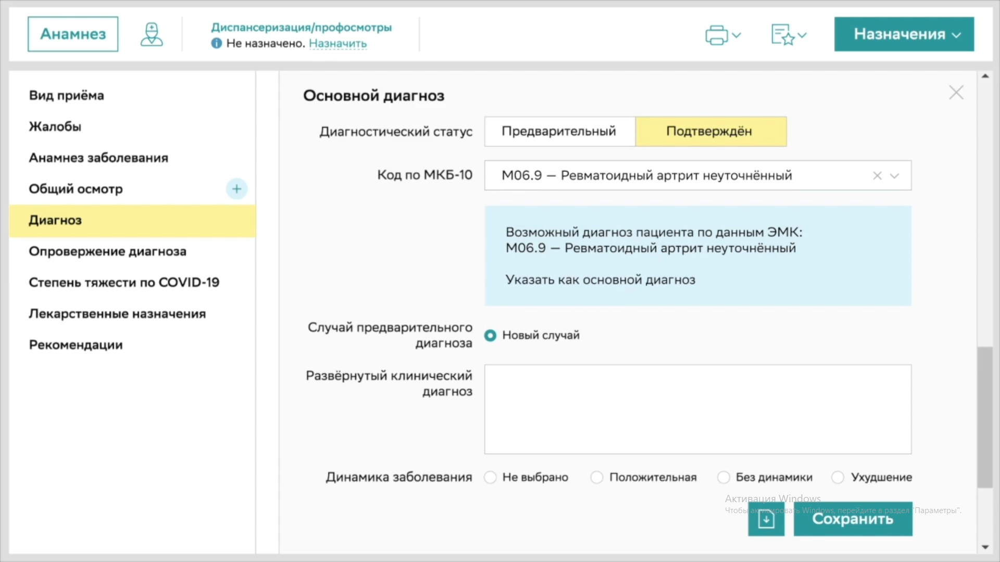 Анамнез
Диспансеризация/профосмотры
Не назначено. Назначить
Назначения
Вид приёма
Жалобы
Анамнез заболевания
Общий осмотр
Диагноз
Опровержение диагноза
Степень тяжести по COVID-19
Лекарственные назначения
Рекомендации
Основной диагноз
Диагностический статус
Предварительный
Подтверждён
Код по МКБ-10
М06.9 — Ревматоидный артрит неуточнённый
Возможный диагноз пациента по данным ЭМК:
М06.9 — Ревматоидный артрит неуточнённый
Указать как основной диагноз
Случай предварительного
диагноза
Новый случай
Развёрнутый клинический
диагноз
Динамика заболевания
Не выбрано
Положительная
Без динамики
Ухудшение
Активация Windows
Чтобы активировать Windows, перейдите в раздел "Параметры".
Сохранить